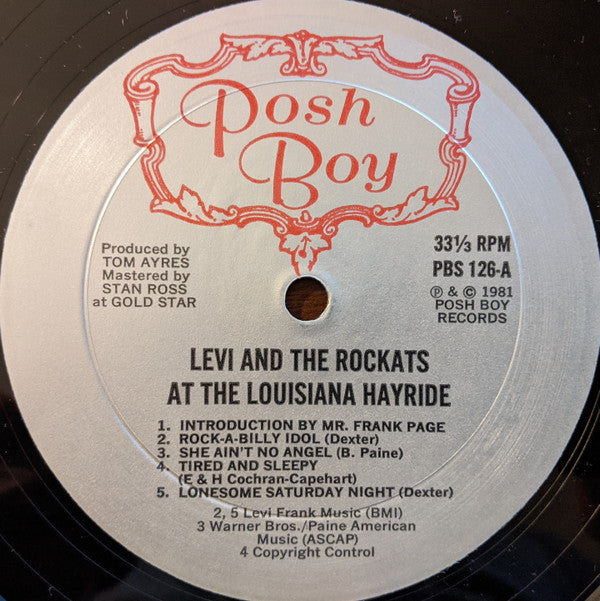 Posh
Boy
Produced by
TOM AYRES
Mastered by
STAN ROSS
at GOLD STAR
33⅓ RPM
PBS 126-A
℗ & © 1981
POSH BOY
RECORDS
LEVI AND THE ROCKATS
AT THE LOUISIANA HAYRIDE
1. INTRODUCTION BY MR. FRANK PAGE
2. ROCK-A-BILLY IDOL (Dexter)
3. SHE AIN'T NO ANGEL (B. Paine)
4. TIRED AND SLEEPY
(E & H Cochran-Capehart)
5. LONESOME SATURDAY NIGHT (Dexter)
2, 5 Levi Frank Music (BMI)
3 Warner Bros./Paine American
Music (ASCAP)
4 Copyright Control